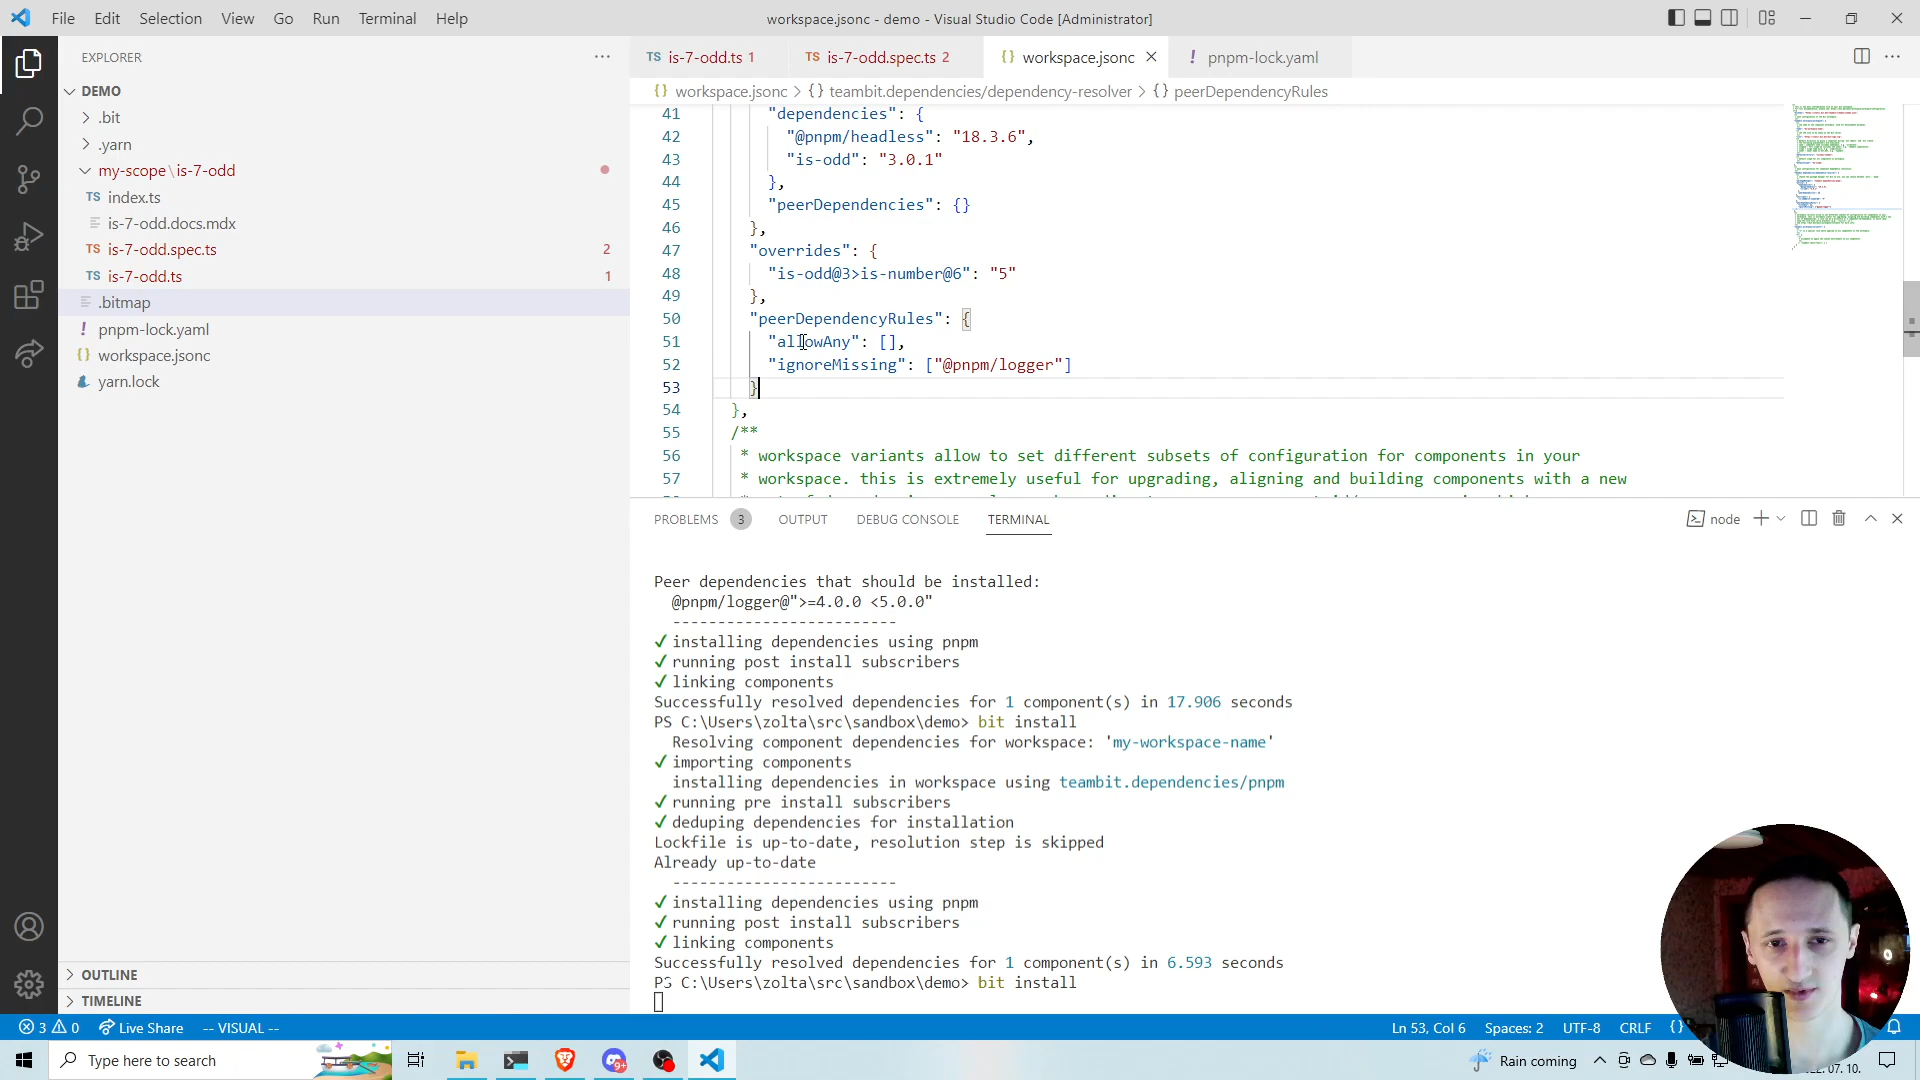 File Edit Selection View Go Run Terminal Help
workspace.jsonc - demo - Visual Studio Code [Administrator]
EXPLORER
DEMO
.bit
.yarn
my-scope\is-7-odd
TS index.ts
is-7-odd.docs.mdx
TS is-7-odd.spec.ts 2
TS is-7-odd.ts 1
.bitmap
! pnpm-lock.yaml
{} workspace.jsonc
yarn.lock
OUTLINE
TIMELINE
TS is-7-odd.ts 1 TS is-7-odd.spec.ts 2 {} workspace.jsonc ! pnpm-lock.yaml
{} workspace.jsonc > {} teambit.dependencies/dependency-resolver > {} peerDependencyRules
41 "dependencies": {
42 "@pnpm/headless": "18.3.6",
43 "is-odd": "3.0.1"
44 },
45 "peerDependencies": {}
46 },
47 "overrides": {
48 "is-odd@3>is-number@6": "5"
49 },
50 "peerDependencyRules": {
51 "allowAny": [],
52 "ignoreMissing": ["@pnpm/logger"]
53 }
54 },
55 /**
56 * workspace variants allow to set different subsets of configuration for components in your
57 * workspace. this is extremely useful for upgrading, aligning and building components with a new
PROBLEMS 3 OUTPUT DEBUG CONSOLE TERMINAL
node
Peer dependencies that should be installed:
@pnpm/logger@">=4.0.0 <5.0.0"
-------------------------
✓ installing dependencies using pnpm
✓ running post install subscribers
✓ linking components
Successfully resolved dependencies for 1 component(s) in 17.906 seconds
PS C:\Users\zolta\src\sandbox\demo> bit install
Resolving component dependencies for workspace: 'my-workspace-name'
✓ importing components
installing dependencies in workspace using teambit.dependencies/pnpm
✓ running pre install subscribers
✓ deduping dependencies for installation
Lockfile is up-to-date, resolution step is skipped
Already up-to-date
-------------------------
✓ installing dependencies using pnpm
✓ running post install subscribers
✓ linking components
Successfully resolved dependencies for 1 component(s) in 6.593 seconds
PS C:\Users\zolta\src\sandbox\demo> bit install
3 0 Live Share -- VISUAL --
Ln 53, Col 6 Spaces: 2 UTF-8 CRLF {
Type here to search
9+
Rain coming
07. 10.